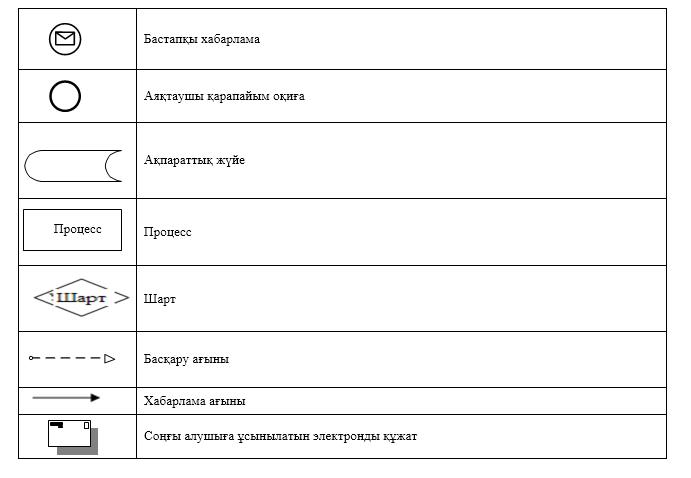 Бастапқы хабарлама
Аяқтаушы қарапайым оқиға
Ақпараттық жүйе
Процесс
Процесс
Шарт
Шарт
Басқару ағыны
Хабарлама ағыны
Соңғы алушыға ұсынылатын электронды құжат